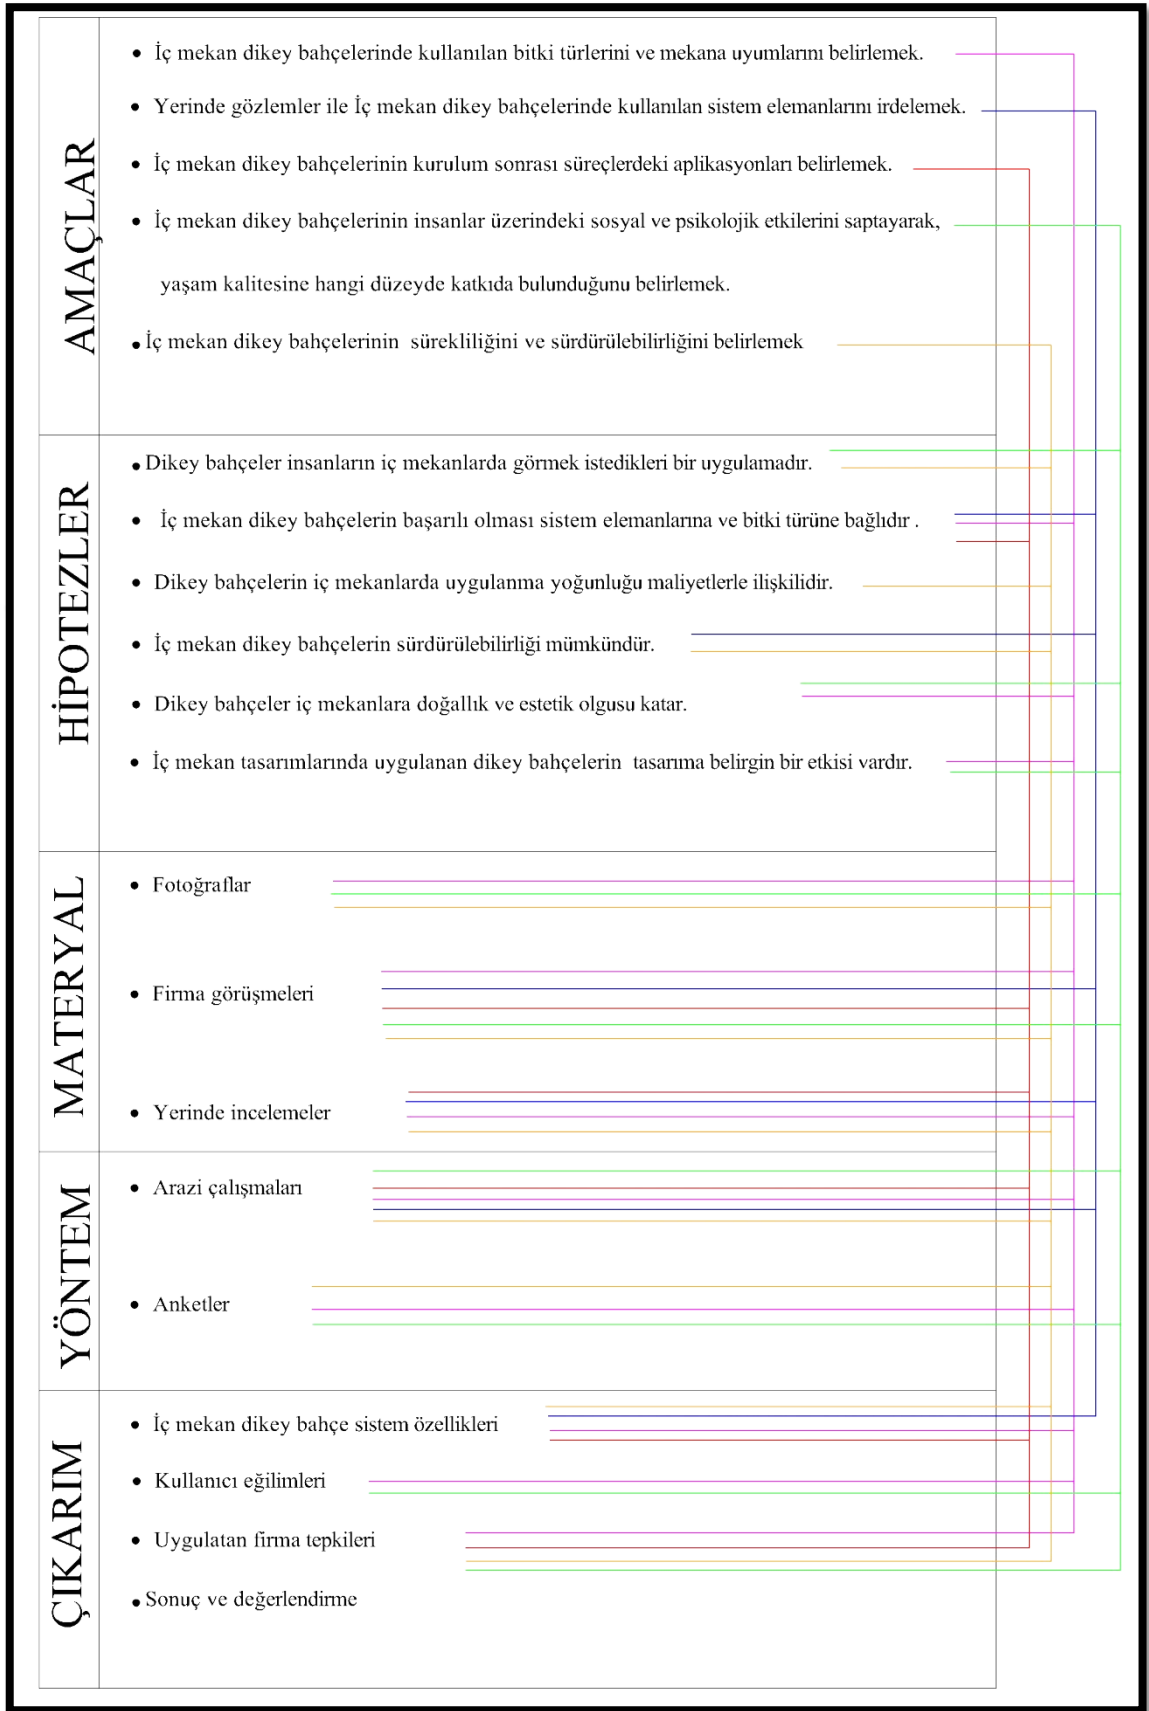 AMAÇLAR
• İç mekan dikey bahçelerinde kullanılan bitki türlerini ve mekana uyumlarını belirlemek.
• Yerinde gözlemler ile İç mekan dikey bahçelerinde kullanılan sistem elemanlarını irdelemek.
• İç mekan dikey bahçelerinin kurulum sonrası süreçlerdeki aplikasyonları belirlemek.
• İç mekan dikey bahçelerinin insanlar üzerindeki sosyal ve psikolojik etkilerini saptayarak,
yaşam kalitesine hangi düzeyde katkıda bulunduğunu belirlemek.
• İç mekan dikey bahçelerinin sürekliliğini ve sürdürülebilirliğini belirlemek
HİPOTEZLER
• Dikey bahçeler insanların iç mekanlarda görmek istedikleri bir uygulamadır.
• İç mekan dikey bahçelerin başarılı olması sistem elemanlarına ve bitki türüne bağlıdır .
• Dikey bahçelerin iç mekanlarda uygulanma yoğunluğu maliyetlerle ilişkilidir.
• İç mekan dikey bahçelerin sürdürülebilirliği mümkündür.
• Dikey bahçeler iç mekanlara doğallık ve estetik olgusu katar.
• İç mekan tasarımlarında uygulanan dikey bahçelerin tasarıma belirgin bir etkisi vardır.
MATERYAL
• Fotoğraflar
• Firma görüşmeleri
• Yerinde incelemeler
YÖNTEM
• Arazi çalışmaları
• Anketler
ÇIKARIM
• İç mekan dikey bahçe sistem özellikleri
• Kullanıcı eğilimleri
• Uygulatan firma tepkileri
• Sonuç ve değerlendirme